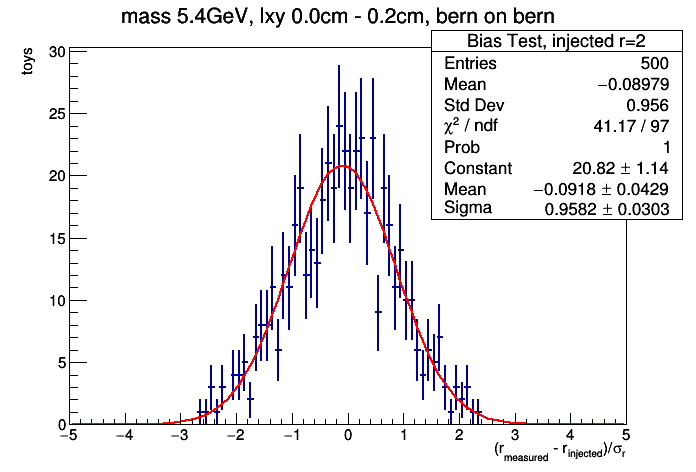 mass 5.4GeV, lxy 0.0cm - 0.2cm, bern on bern
Bias Test, injected r=2
Entries 500
Mean −0.08979
Std Dev 0.956
χ² / ndf 41.17 / 97
Prob 1
Constant 20.82 ± 1.14
Mean −0.0918 ± 0.0429
Sigma 0.9582 ± 0.0303
toys
30
25
20
15
10
5
0
−5 −4 −3 −2 −1 0 1 2 3 4 5
(r_measured - r_injected)/σ_r